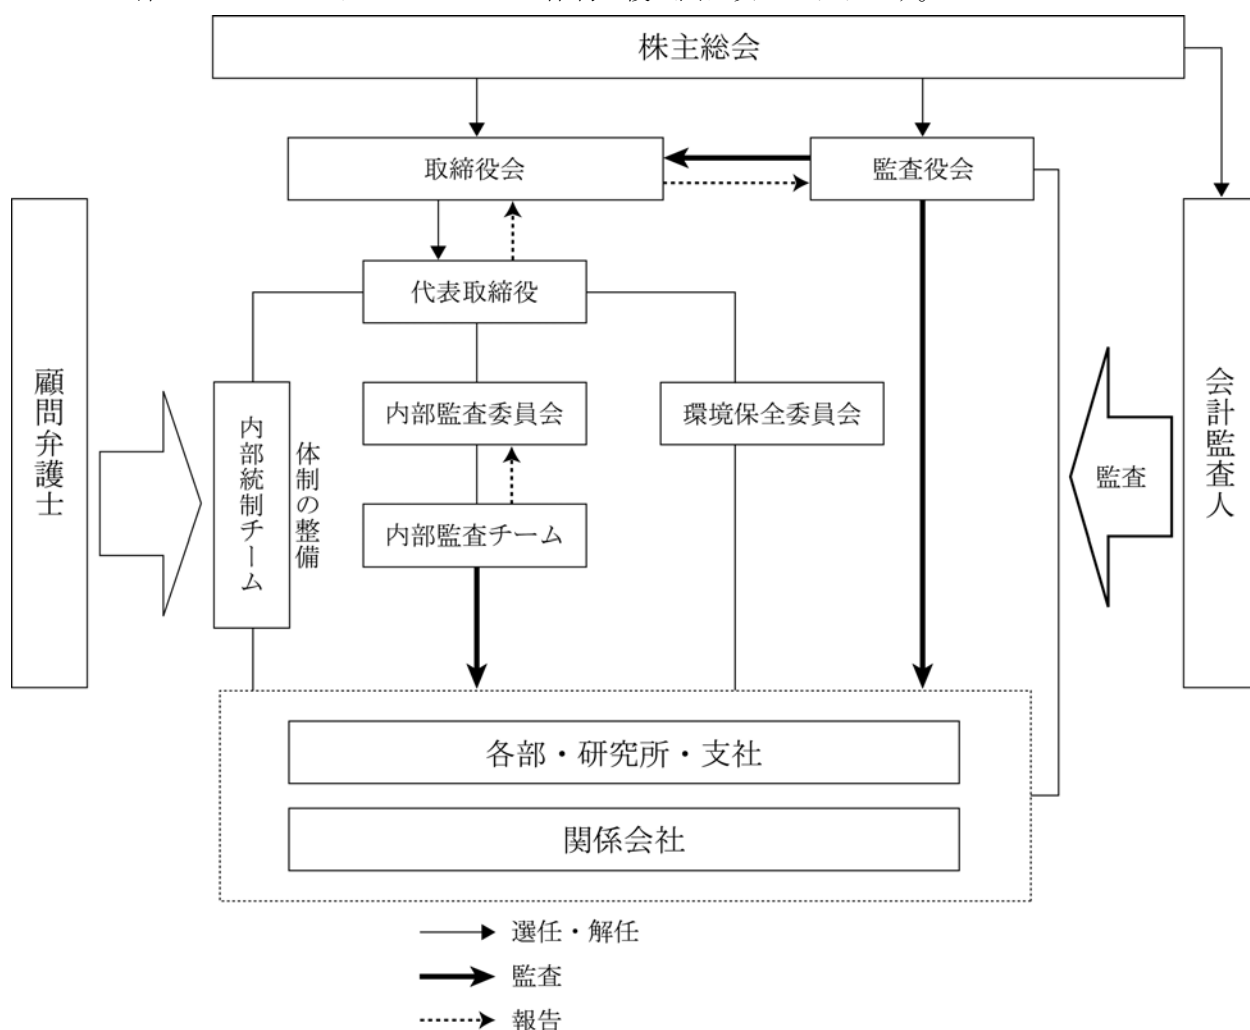 株主総会
取締役会
監査役会
代表取締役
顧問弁護士
内部統制チーム
体制の整備
内部監査委員会
環境保全委員会
内部監査チーム
監査
会計監査人
各部・研究所・支社
関係会社
選任・解任
監査
報告